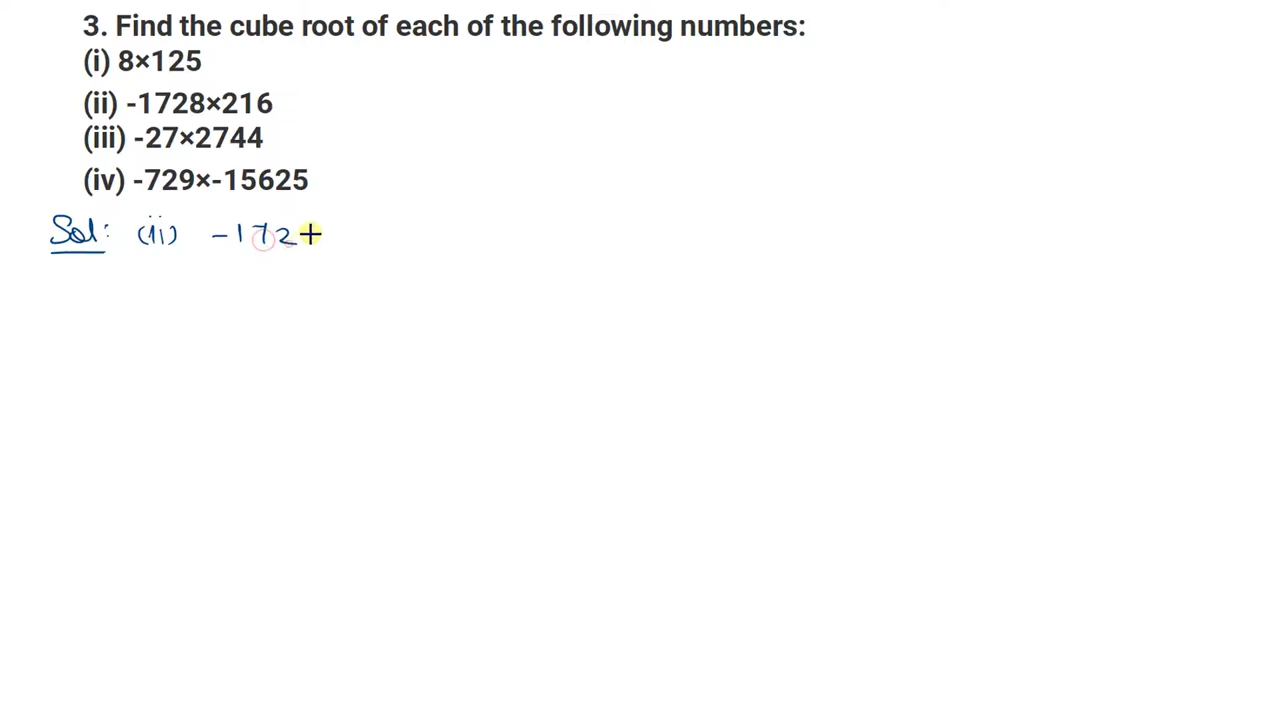 3. Find the cube root of each of the following numbers:
(i) 8×125
(ii) -1728×216
(iii) -27×2744
(iv) -729×-15625
Sol: (ii) -172